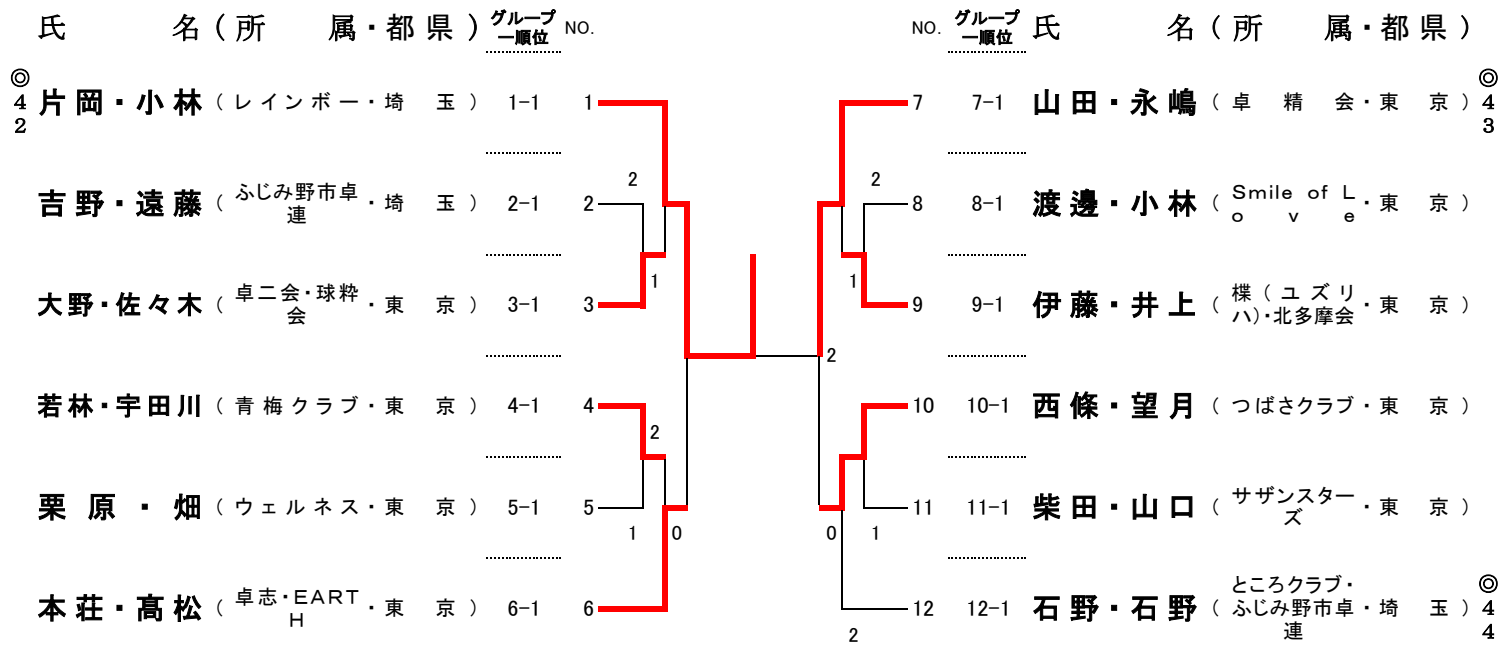 氏 名(所 属・都県) グループ一順位 NO.
NO. グループ一順位 氏 名(所 属・都県)
◎42 片岡・小林 (レインボー・埼 玉) 1-1 1
7 7-1 山田・永嶋 (卓 精 会・東 京) ◎43
2
2
吉野・遠藤 (ふじみ野市卓連・埼 玉) 2-1 2
8 8-1 渡邊・小林 (Smile of Love・東 京)
1
1
大野・佐々木 (卓二会・球粋会・東 京) 3-1 3
9 9-1 伊藤・井上 (楪(ユズリハ)・北多摩会・東 京)
2
若林・宇田川 (青梅クラブ・東 京) 4-1 4
10 10-1 西條・望月 (つばさクラブ・東 京)
2
栗原・畑 (ウェルネス・東 京) 5-1 5
11 11-1 柴田・山口 (サザンスターズ・東 京)
1 0
0 1
本荘・髙松 (卓志・EARTH・東 京) 6-1 6
12 12-1 石野・石野 (ところクラブ・ふじみ野市卓連・埼 玉) ◎44
2